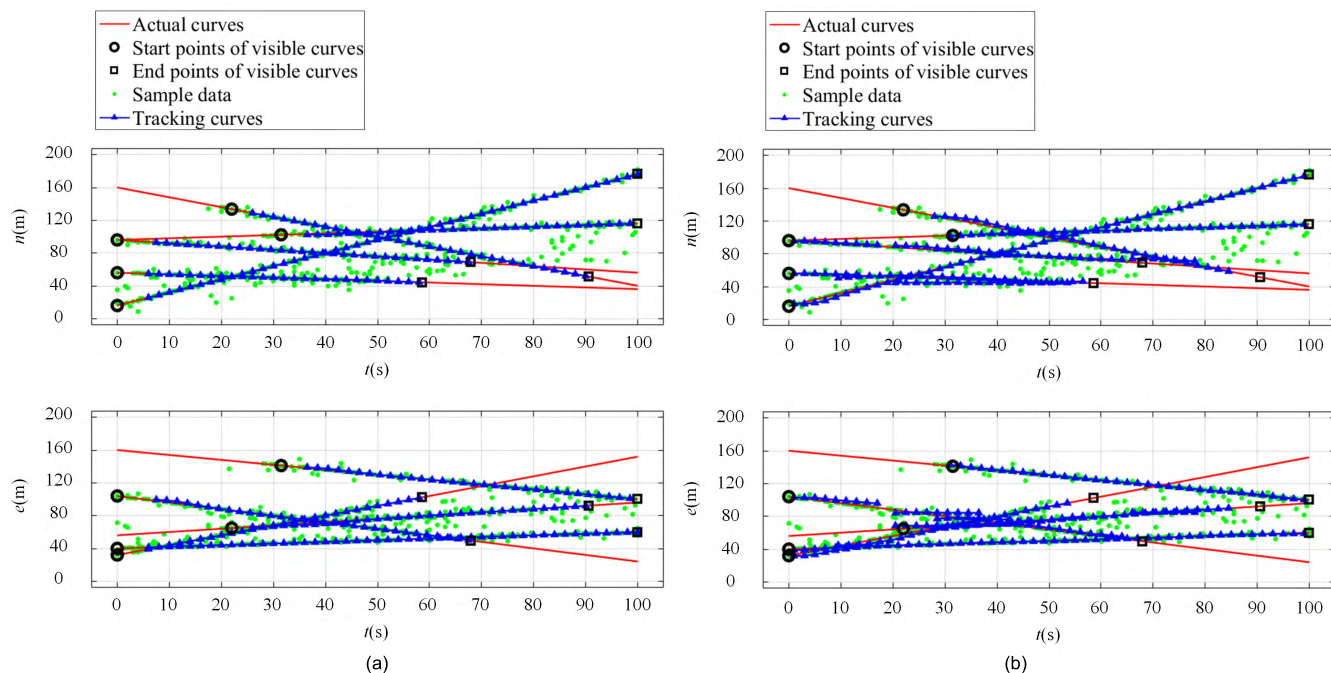 Actual curves
Start points of visible curves
End points of visible curves
Sample data
Tracking curves
200
160
120
80
40
0
n(m)
0 10 20 30 40 50 60 70 80 90 100
t(s)
200
160
120
80
40
0
e(m)
0 10 20 30 40 50 60 70 80 90 100
t(s)
(a)
Actual curves
Start points of visible curves
End points of visible curves
Sample data
Tracking curves
200
160
120
80
40
0
n(m)
0 10 20 30 40 50 60 70 80 90 100
t(s)
200
160
120
80
40
0
e(m)
0 10 20 30 40 50 60 70 80 90 100
t(s)
(b)